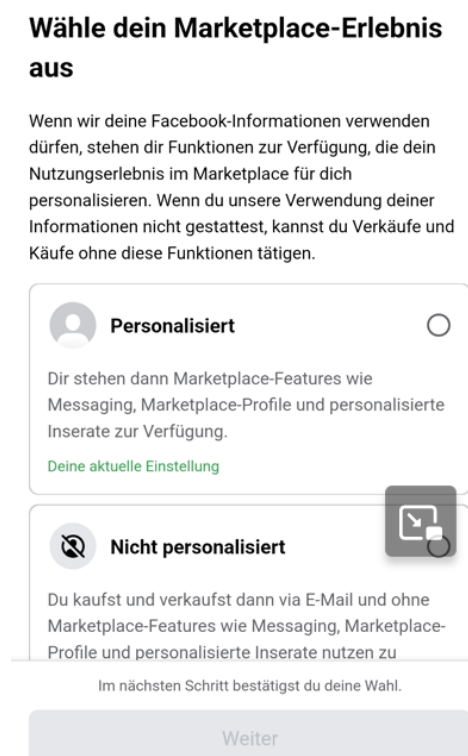 Wähle dein Marketplace-Erlebnis
aus
Wenn wir deine Facebook-Informationen verwenden
dürfen, stehen dir Funktionen zur Verfügung, die dein
Nutzungserlebnis im Marketplace für dich
personalisieren. Wenn du unsere Verwendung deiner
Informationen nicht gestattest, kannst du Verkäufe und
Käufe ohne diese Funktionen tätigen.
Personalisiert
Dir stehen dann Marketplace-Features wie
Messaging, Marketplace-Profile und personalisierte
Inserate zur Verfügung.
Deine aktuelle Einstellung
Nicht personalisiert
Du kaufst und verkaufst dann via E-Mail und ohne
Marketplace-Features wie Messaging, Marketplace-
Profile und personalisierte Inserate nutzen zu
Im nächsten Schritt bestätigst du deine Wahl.
Weiter